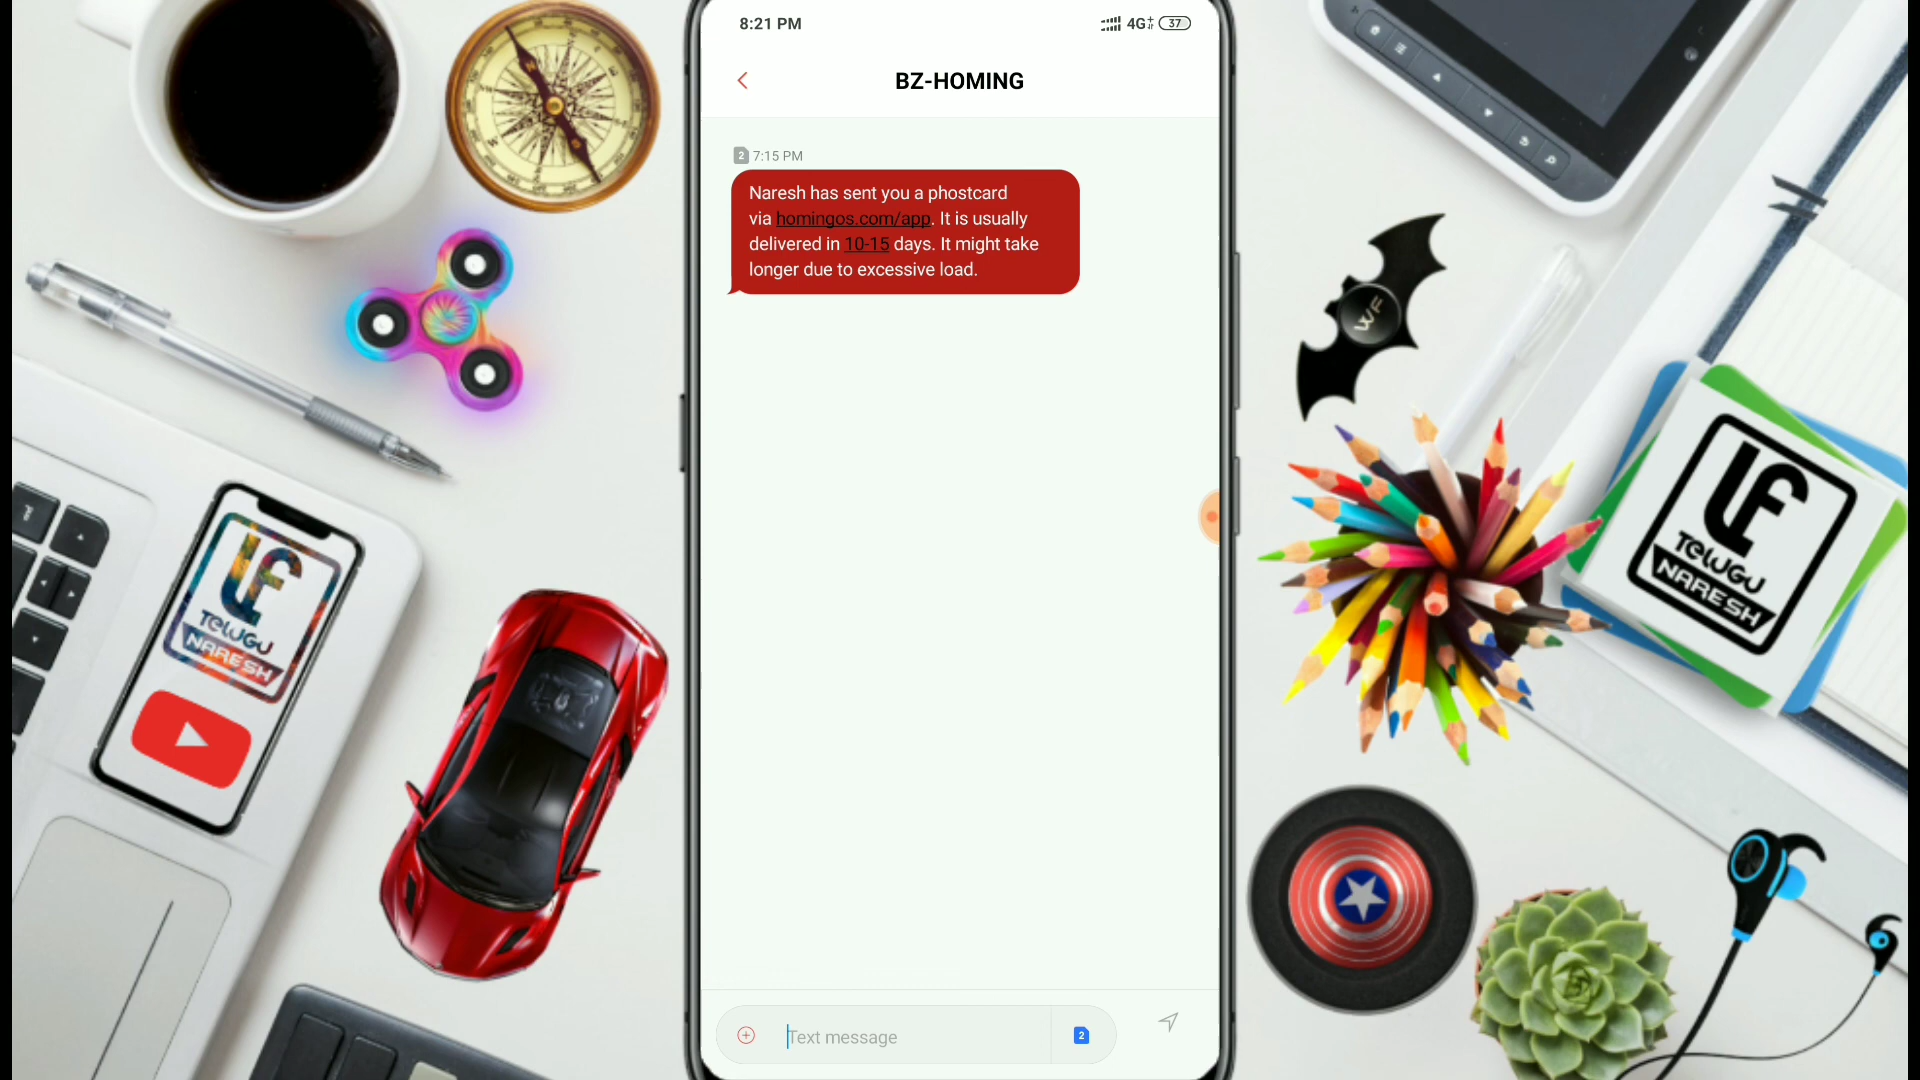 8:21 PM
4G+
37
BZ-HOMING
2 7:15 PM
Naresh has sent you a phostcard
via homingos.com/app. It is usually
delivered in 10-15 days. It might take
longer due to excessive load.
Text message
2
WF
TELUGU
NARESH
TELUGU
NARESH